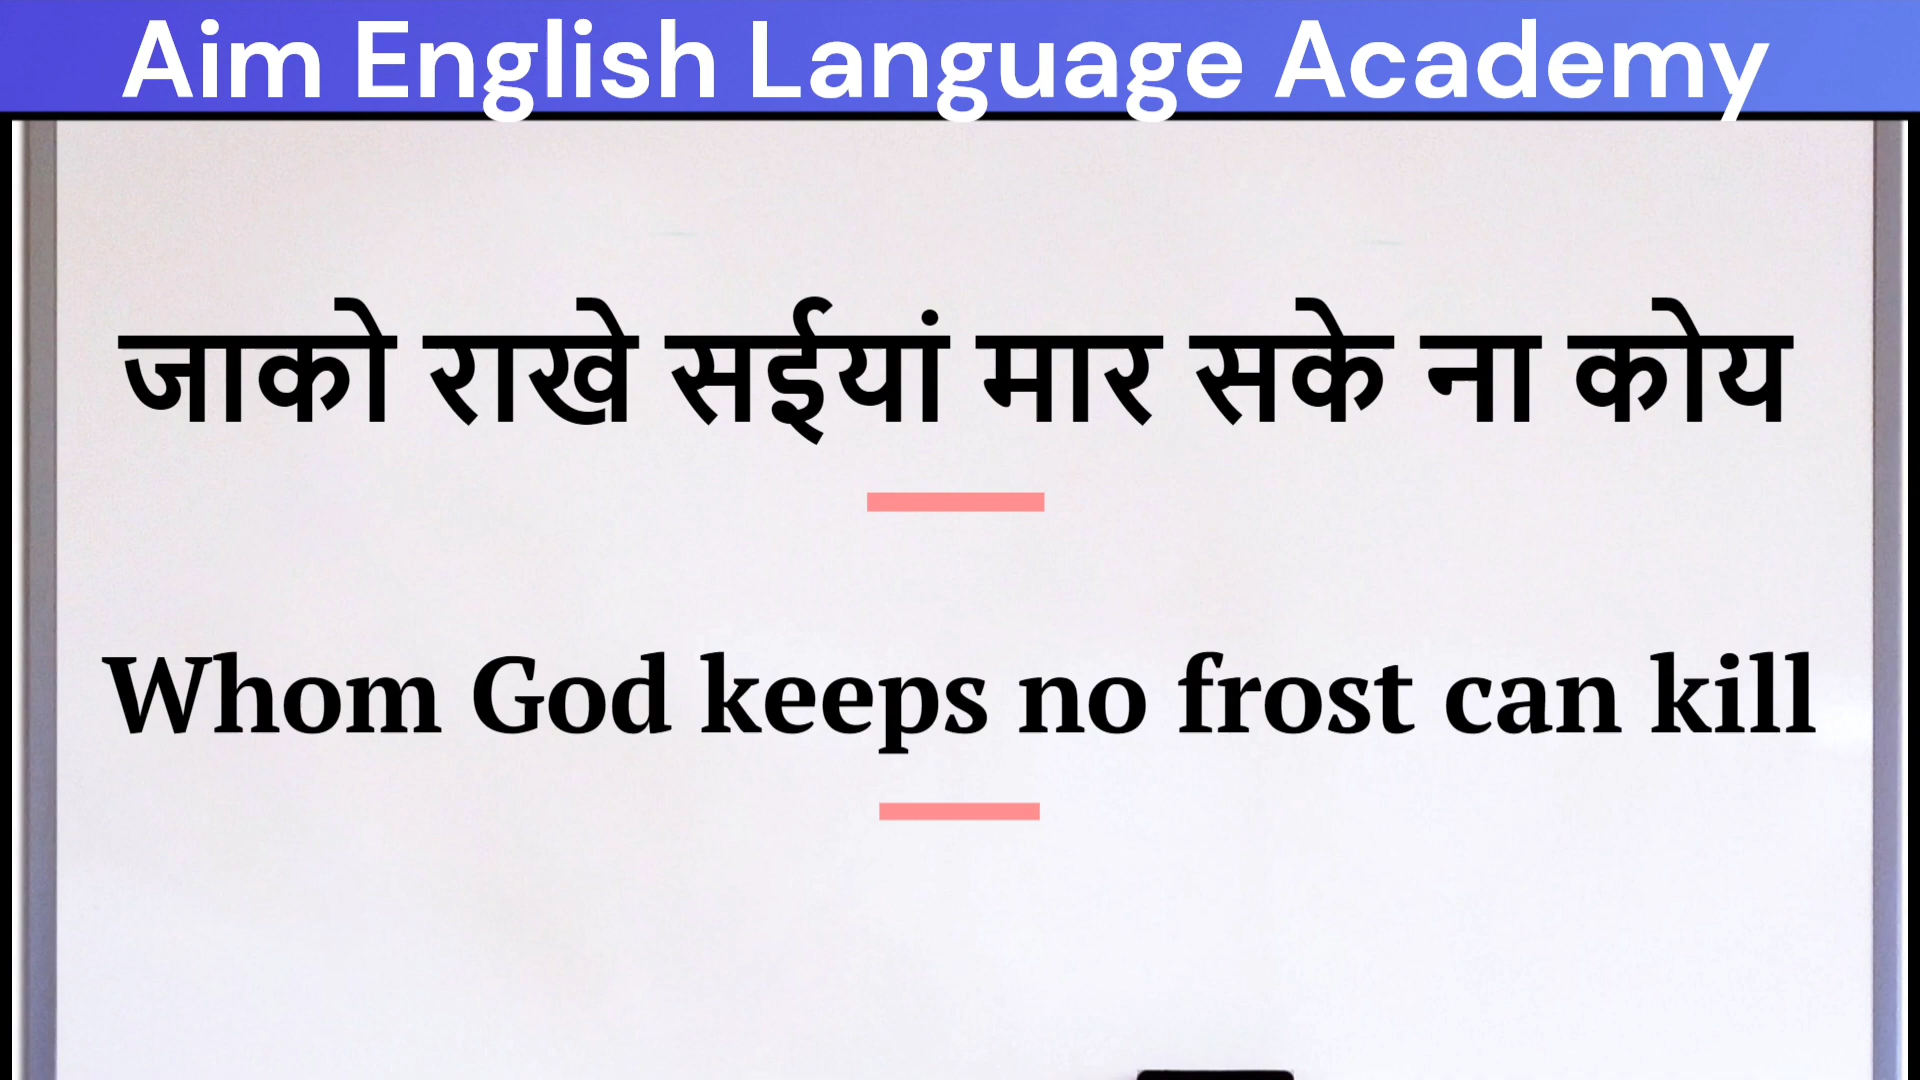 Aim English Language Academy
जाको राखे सईयां मार सके ना कोय
Whom God keeps no frost can kill